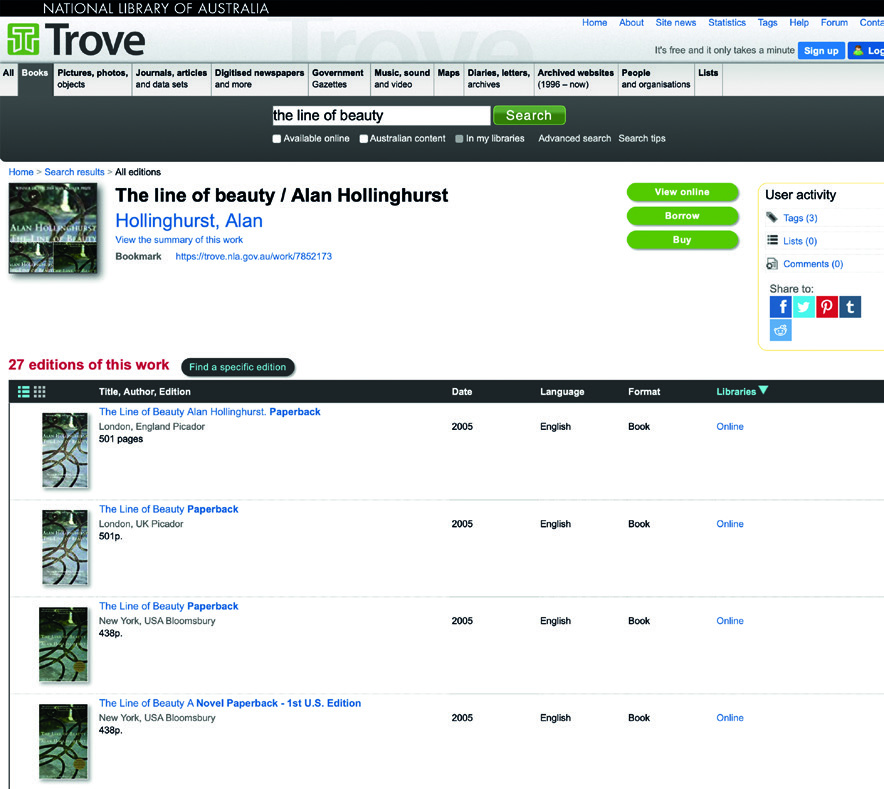 NATIONAL LIBRARY OF AUSTRALIA
Trove
Home About Site news Statistics Tags Help Forum Conta
It's free and it only takes a minute Sign up Log
All Books Pictures, photos, objects Journals, articles and data sets Digitised newspapers and more Government Gazettes Music, sound and video Maps Diaries, letters, archives Archived websites (1996 – now) People and organisations Lists
the line of beauty Search
Available online Australian content In my libraries Advanced search Search tips
Home > Search results > All editions
ALAN HOLLINGHURST
THE LINE OF BEAUTY
The line of beauty / Alan Hollinghurst
Hollinghurst, Alan
View the summary of this work
Bookmark https://trove.nla.gov.au/work/7852173
View online
Borrow
Buy
User activity
Tags (3)
Lists (0)
Comments (0)
Share to:
27 editions of this work Find a specific edition
Title, Author, Edition Date Language Format Libraries
The Line of Beauty Alan Hollinghurst. Paperback
London, England Picador 2005 English Book Online
501 pages
The Line of Beauty Paperback
London, UK Picador 2005 English Book Online
501p.
The Line of Beauty Paperback
New York, USA Bloomsbury 2005 English Book Online
438p.
The Line of Beauty A Novel Paperback - 1st U.S. Edition
New York, USA Bloomsbury 2005 English Book Online
438p.